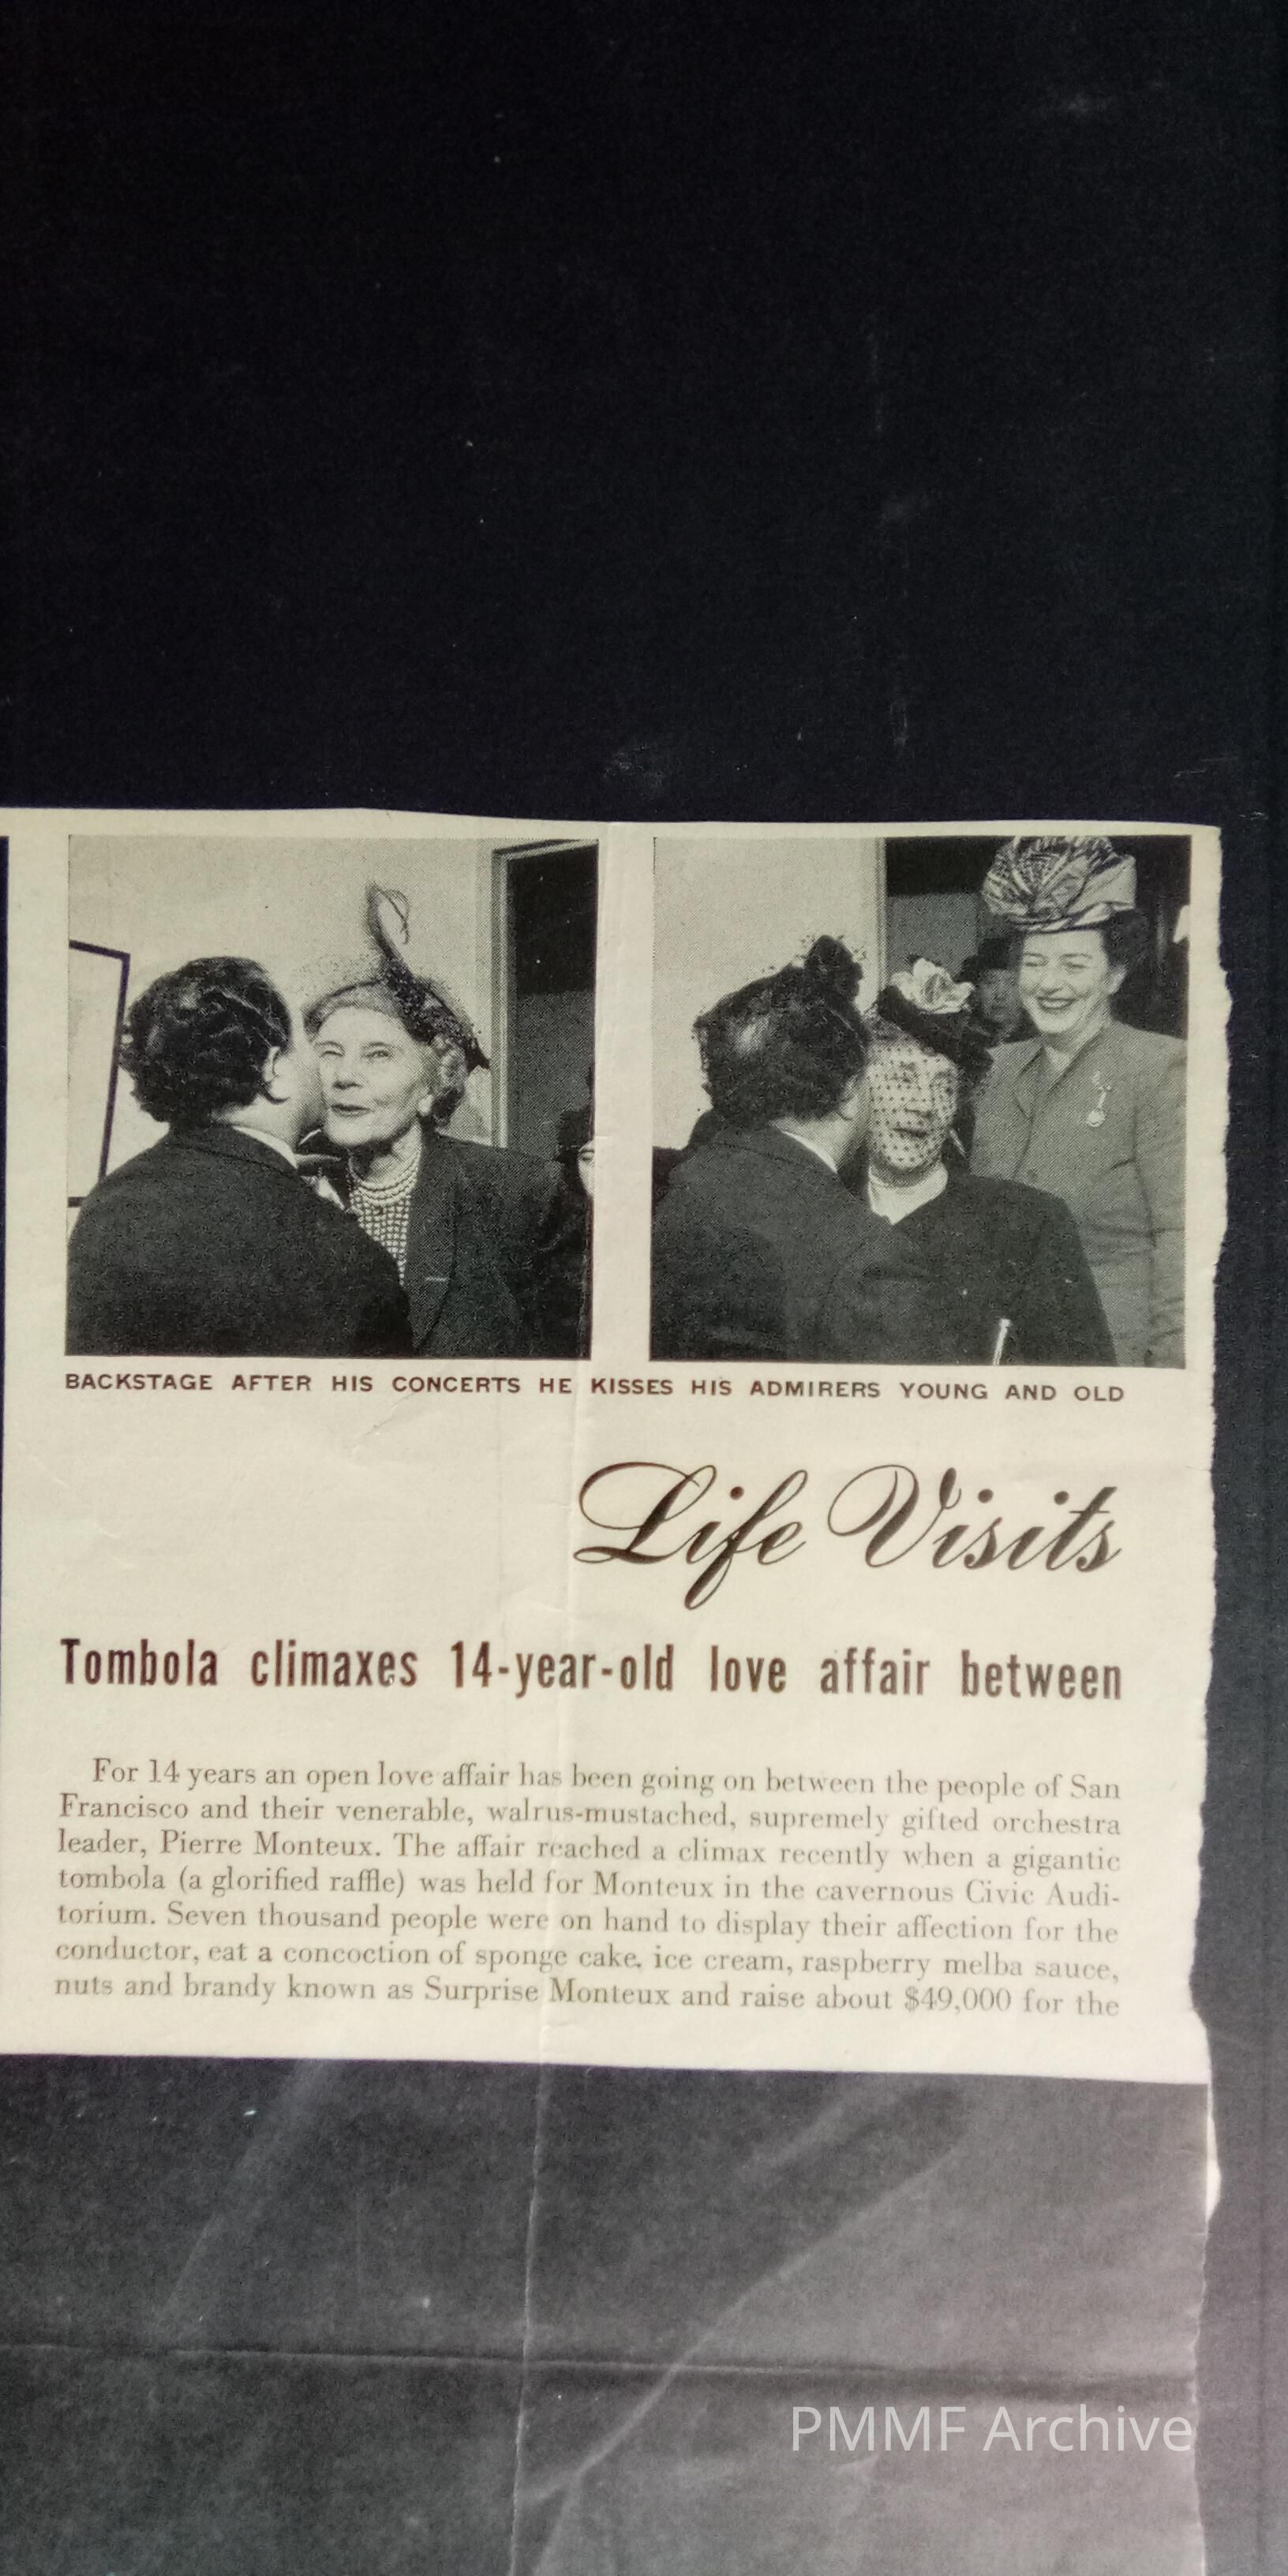 BACKSTAGE AFTER HIS CONCERTS HE KISSES HIS ADMIRERS YOUNG AND OLD
Life Visits
Tombola climaxes 14-year-old love affair between
For 14 years an open love affair has been going on between the people of San
Francisco and their venerable, walrus-mustached, supremely gifted orchestra
leader, Pierre Monteux. The affair reached a climax recently when a gigantic
tombola (a glorified raffle) was held for Monteux in the cavernous Civic Audi-
torium. Seven thousand people were on hand to display their affection for the
conductor, eat a concoction of sponge cake, ice cream, raspberry melba sauce,
nuts and brandy known as Surprise Monteux and raise about $49,000 for the
PMMF Archive